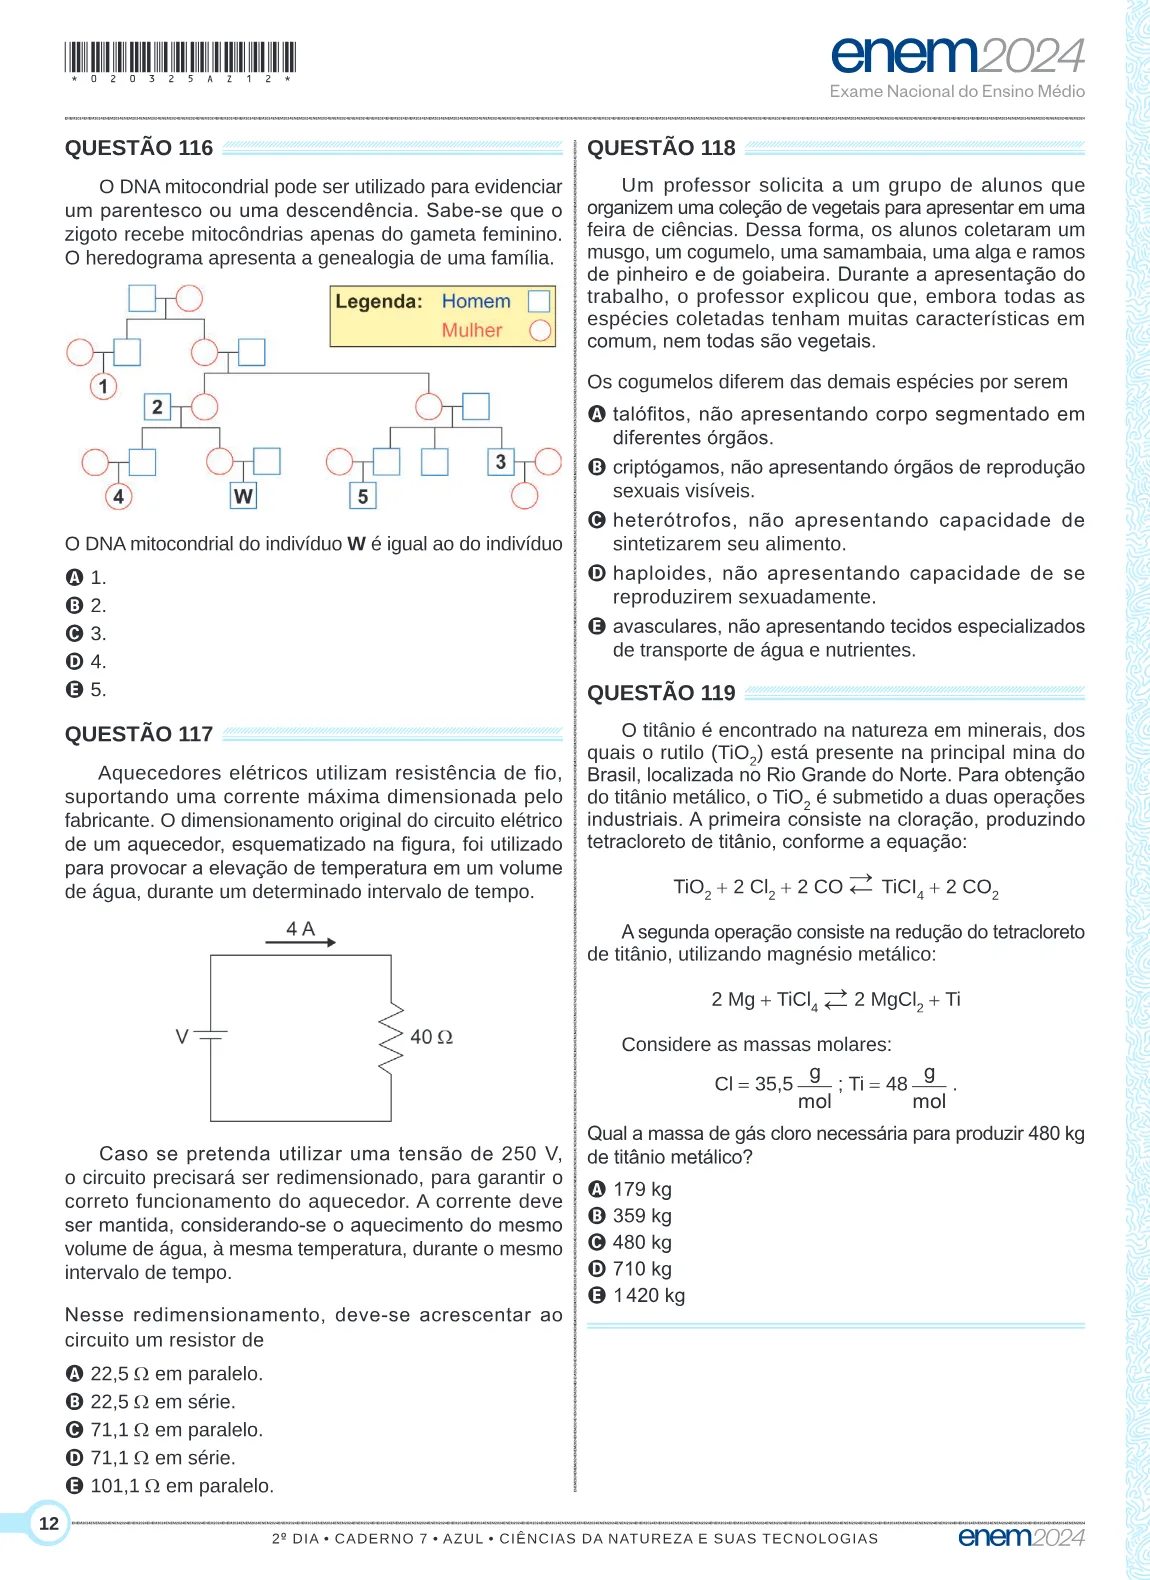 *020325AZ12*
enem2024
Exame Nacional do Ensino Médio
QUESTÃO 116
O DNA mitocondrial pode ser utilizado para evidenciar
um parentesco ou uma descendência. Sabe-se que o
zigoto recebe mitocôndrias apenas do gameta feminino.
O heredograma apresenta a genealogia de uma família.
Legenda: Homem
Mulher
1
2
3
4
W
5
O DNA mitocondrial do indivíduo W é igual ao do indivíduo
A 1.
B 2.
C 3.
D 4.
E 5.
QUESTÃO 117
Aquecedores elétricos utilizam resistência de fio,
suportando uma corrente máxima dimensionada pelo
fabricante. O dimensionamento original do circuito elétrico
de um aquecedor, esquematizado na figura, foi utilizado
para provocar a elevação de temperatura em um volume
de água, durante um determinado intervalo de tempo.
4 A
V
40 Ω
Caso se pretenda utilizar uma tensão de 250 V,
o circuito precisará ser redimensionado, para garantir o
correto funcionamento do aquecedor. A corrente deve
ser mantida, considerando-se o aquecimento do mesmo
volume de água, à mesma temperatura, durante o mesmo
intervalo de tempo.
Nesse redimensionamento, deve-se acrescentar ao
circuito um resistor de
A 22,5 Ω em paralelo.
B 22,5 Ω em série.
C 71,1 Ω em paralelo.
D 71,1 Ω em série.
E 101,1 Ω em paralelo.
QUESTÃO 118
Um professor solicita a um grupo de alunos que
organizem uma coleção de vegetais para apresentar em uma
feira de ciências. Dessa forma, os alunos coletaram um
musgo, um cogumelo, uma samambaia, uma alga e ramos
de pinheiro e de goiabeira. Durante a apresentação do
trabalho, o professor explicou que, embora todas as
espécies coletadas tenham muitas características em
comum, nem todas são vegetais.
Os cogumelos diferem das demais espécies por serem
A talófitos, não apresentando corpo segmentado em
diferentes órgãos.
B criptógamos, não apresentando órgãos de reprodução
sexuais visíveis.
C heterótrofos, não apresentando capacidade de
sintetizarem seu alimento.
D haploides, não apresentando capacidade de se
reproduzirem sexuadamente.
E avasculares, não apresentando tecidos especializados
de transporte de água e nutrientes.
QUESTÃO 119
O titânio é encontrado na natureza em minerais, dos
quais o rutilo (TiO₂) está presente na principal mina do
Brasil, localizada no Rio Grande do Norte. Para obtenção
do titânio metálico, o TiO₂ é submetido a duas operações
industriais. A primeira consiste na cloração, produzindo
tetracloreto de titânio, conforme a equação:
TiO₂ + 2 Cl₂ + 2 CO ⇄ TiCl₄ + 2 CO₂
A segunda operação consiste na redução do tetracloreto
de titânio, utilizando magnésio metálico:
2 Mg + TiCl₄ ⇄ 2 MgCl₂ + Ti
Considere as massas molares:
Cl = 35,5 g/mol ; Ti = 48 g/mol .
Qual a massa de gás cloro necessária para produzir 480 kg
de titânio metálico?
A 179 kg
B 359 kg
C 480 kg
D 710 kg
E 1 420 kg
12
2º DIA • CADERNO 7 • AZUL • CIÊNCIAS DA NATUREZA E SUAS TECNOLOGIAS
enem2024